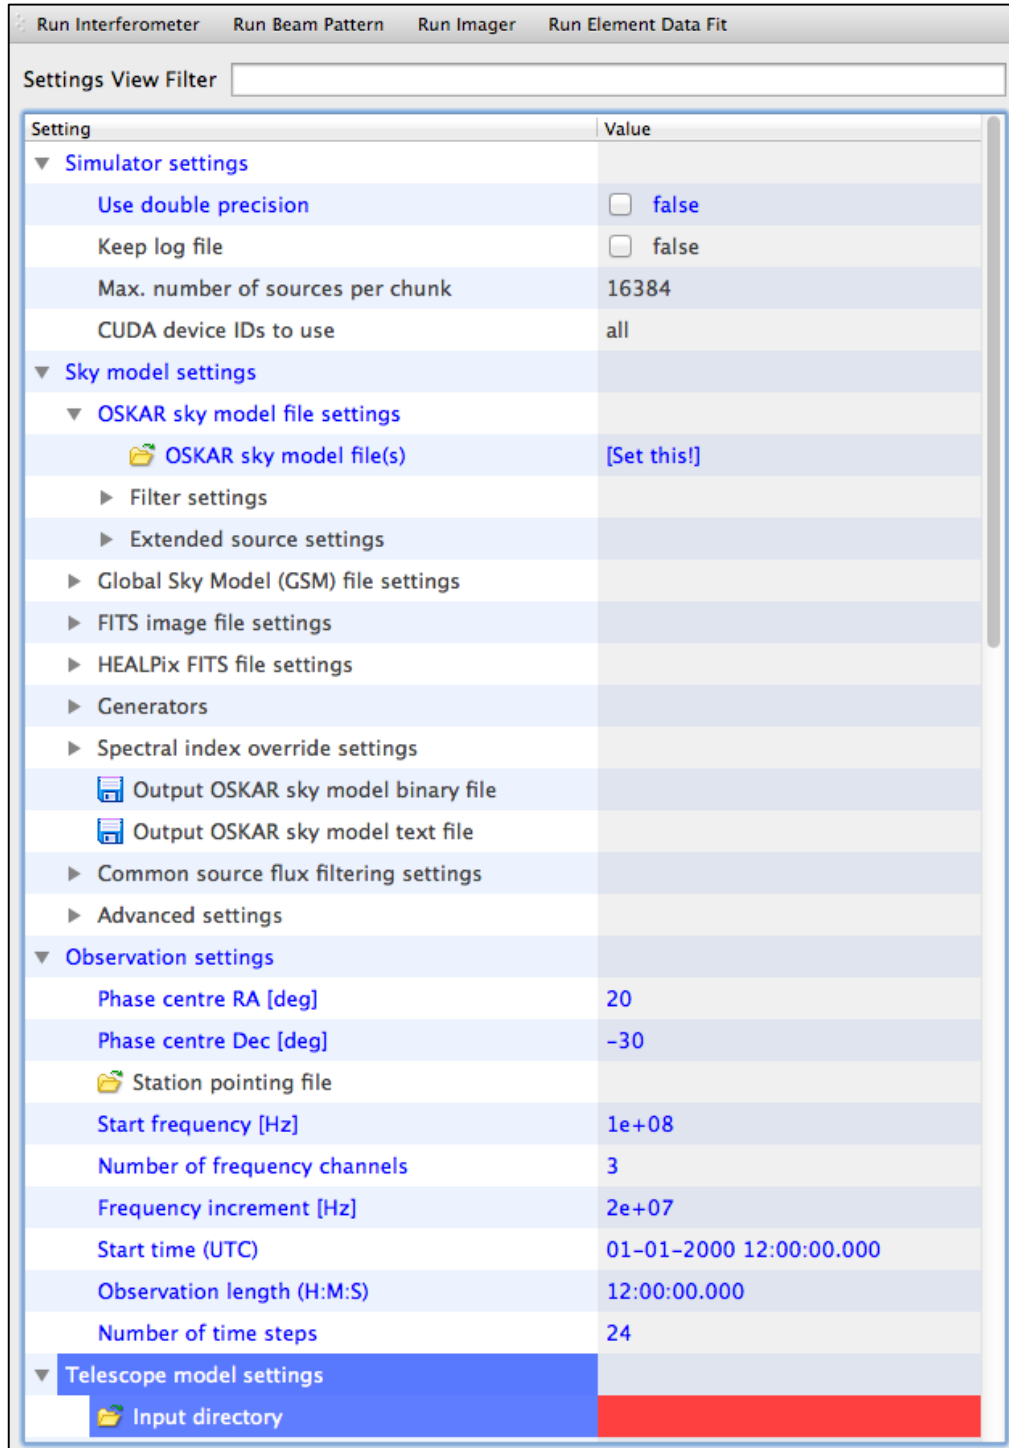 Run Interferometer Run Beam Pattern Run Imager Run Element Data Fit
Settings View Filter
Setting Value
Simulator settings
Use double precision false
Keep log file false
Max. number of sources per chunk 16384
CUDA device IDs to use all
Sky model settings
OSKAR sky model file settings
OSKAR sky model file(s) [Set this!]
Filter settings
Extended source settings
Global Sky Model (GSM) file settings
FITS image file settings
HEALPix FITS file settings
Generators
Spectral index override settings
Output OSKAR sky model binary file
Output OSKAR sky model text file
Common source flux filtering settings
Advanced settings
Observation settings
Phase centre RA [deg] 20
Phase centre Dec [deg] -30
Station pointing file
Start frequency [Hz] 1e+08
Number of frequency channels 3
Frequency increment [Hz] 2e+07
Start time (UTC) 01-01-2000 12:00:00.000
Observation length (H:M:S) 12:00:00.000
Number of time steps 24
Telescope model settings
Input directory